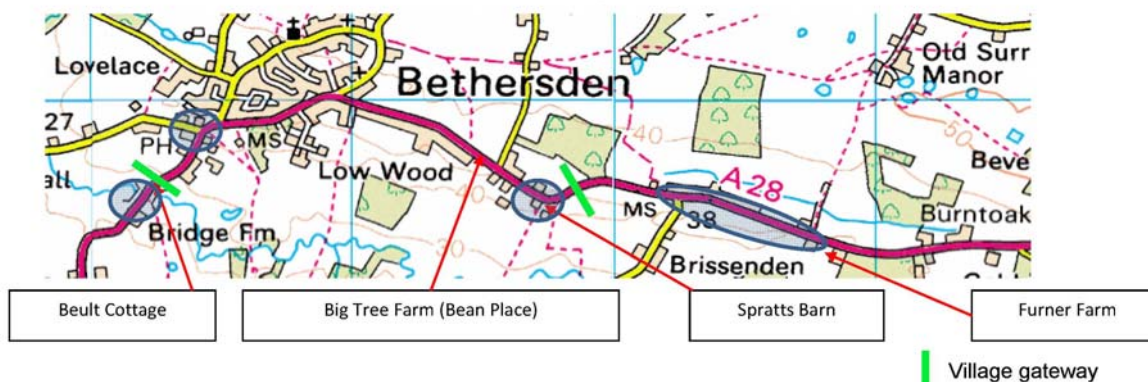 Lovelace
Bethersden
Old Surr
Manor
27
PH
MS
40
50
all
Low Wood
40
Beve
A 28
MS
38
Burntoak
Bridge Fm
30
Brissenden
Beult Cottage
Big Tree Farm (Bean Place)
Spratts Barn
Furner Farm
Village gateway